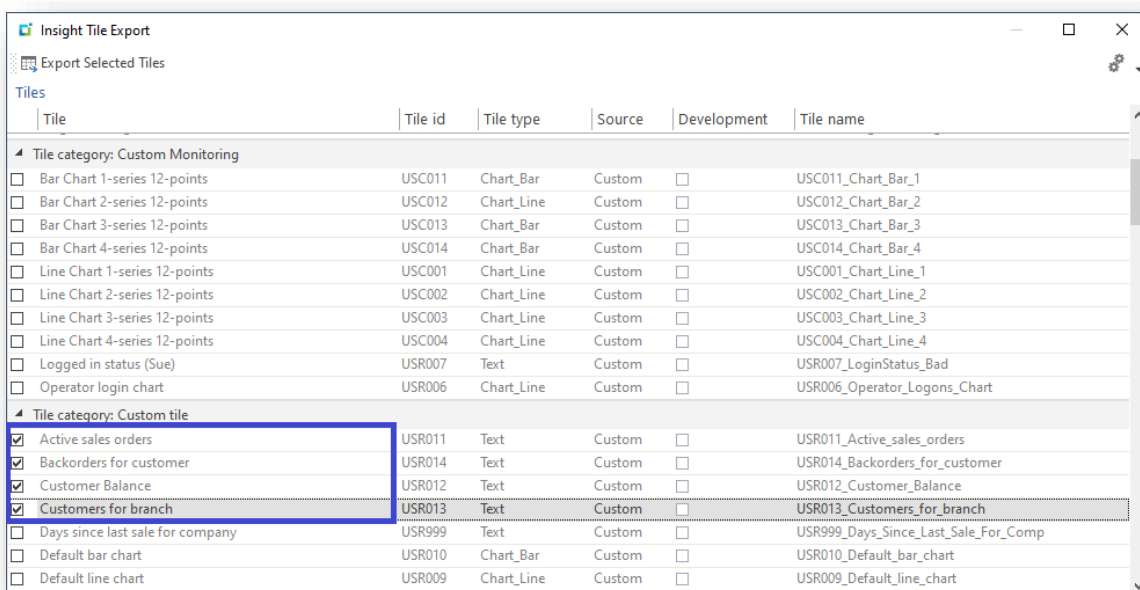 Insight Tile Export
Export Selected Tiles
Tiles
Tile Tile id Tile type Source Development Tile name
Tile category: Custom Monitoring
Bar Chart 1-series 12-points USC011 Chart_Bar Custom USC011_Chart_Bar_1
Bar Chart 2-series 12-points USC012 Chart_Line Custom USC012_Chart_Bar_2
Bar Chart 3-series 12-points USC013 Chart_Bar Custom USC013_Chart_Bar_3
Bar Chart 4-series 12-points USC014 Chart_Bar Custom USC014_Chart_Bar_4
Line Chart 1-series 12-points USC001 Chart_Line Custom USC001_Chart_Line_1
Line Chart 2-series 12-points USC002 Chart_Line Custom USC002_Chart_Line_2
Line Chart 3-series 12-points USC003 Chart_Line Custom USC003_Chart_Line_3
Line Chart 4-series 12-points USC004 Chart_Line Custom USC004_Chart_Line_4
Logged in status (Sue) USR007 Text Custom USR007_LoginStatus_Bad
Operator login chart USR006 Chart_Line Custom USR006_Operator_Logons_Chart
Tile category: Custom tile
Active sales orders USR011 Text Custom USR011_Active_sales_orders
Backorders for customer USR014 Text Custom USR014_Backorders_for_customer
Customer Balance USR012 Text Custom USR012_Customer_Balance
Customers for branch USR013 Text Custom USR013_Customers_for_branch
Days since last sale for company USR999 Text Custom USR999_Days_Since_Last_Sale_For_Comp
Default bar chart USR010 Chart_Bar Custom USR010_Default_bar_chart
Default line chart USR009 Chart_Line Custom USR009_Default_line_chart